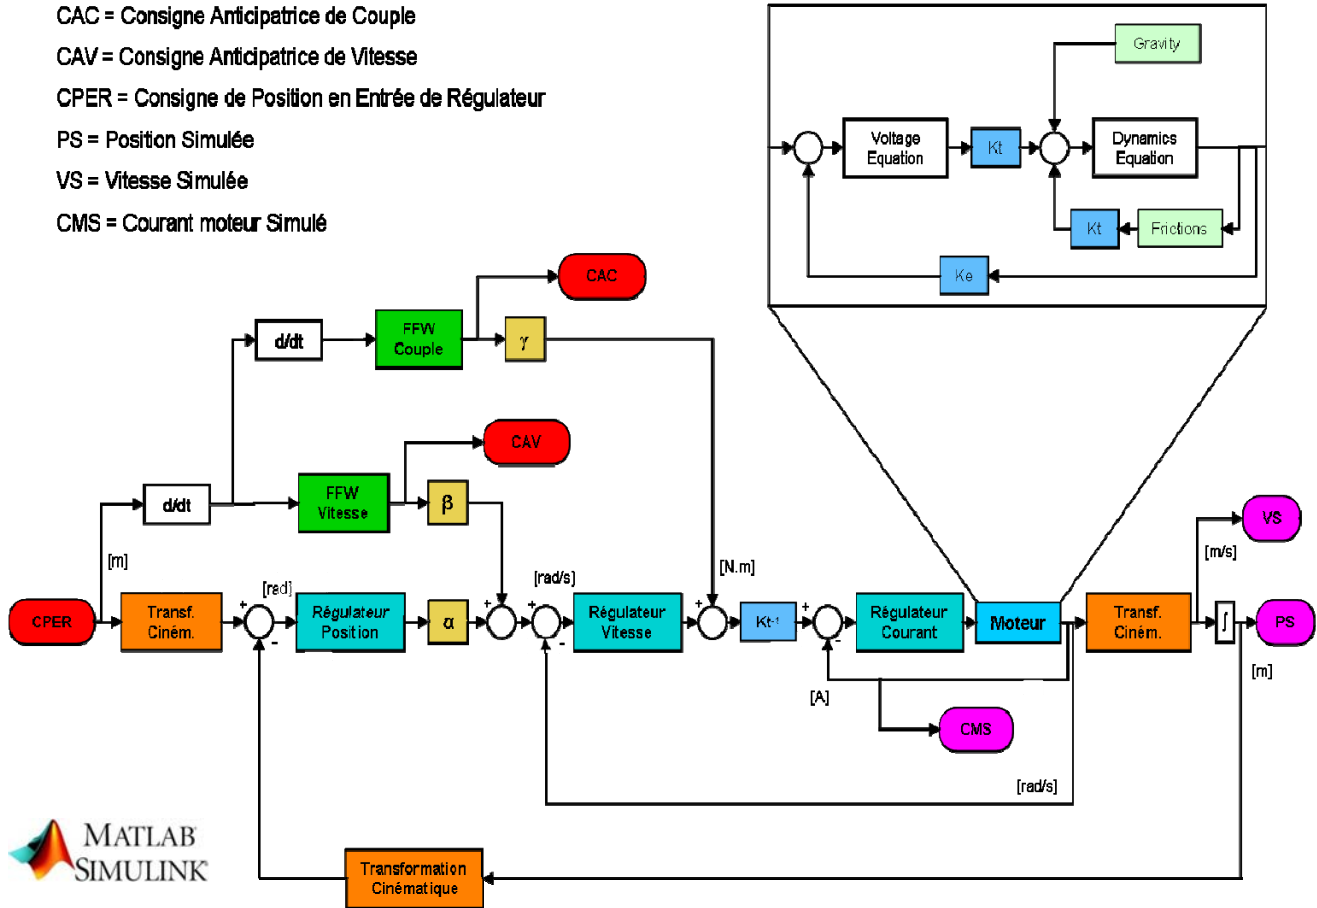 CAC = Consigne Anticipatrice de Couple
CAV = Consigne Anticipatrice de Vitesse
CPER = Consigne de Position en Entrée de Régulateur
PS = Position Simulée
VS = Vitesse Simulée
CMS = Courant moteur Simulé
Gravity
Voltage
Equation
Kt
Dynamics
Equation
Kt
Frictions
Ke
CAC
d/dt
FFW
Couple
γ
CAV
d/dt
FFW
Vitesse
β
VS
[m]
[rad]
[rad/s]
[N.m]
[m/s]
CPER
Transf.
Ciném.
+
-
Régulateur
Position
α
+
+
+
-
Régulateur
Vitesse
+
+
Kt-1
+
-
Régulateur
Courant
Moteur
Transf.
Ciném.
∫
PS
[A]
[m]
CMS
[rad/s]
MATLAB
SIMULINK®
Transformation
Cinématique